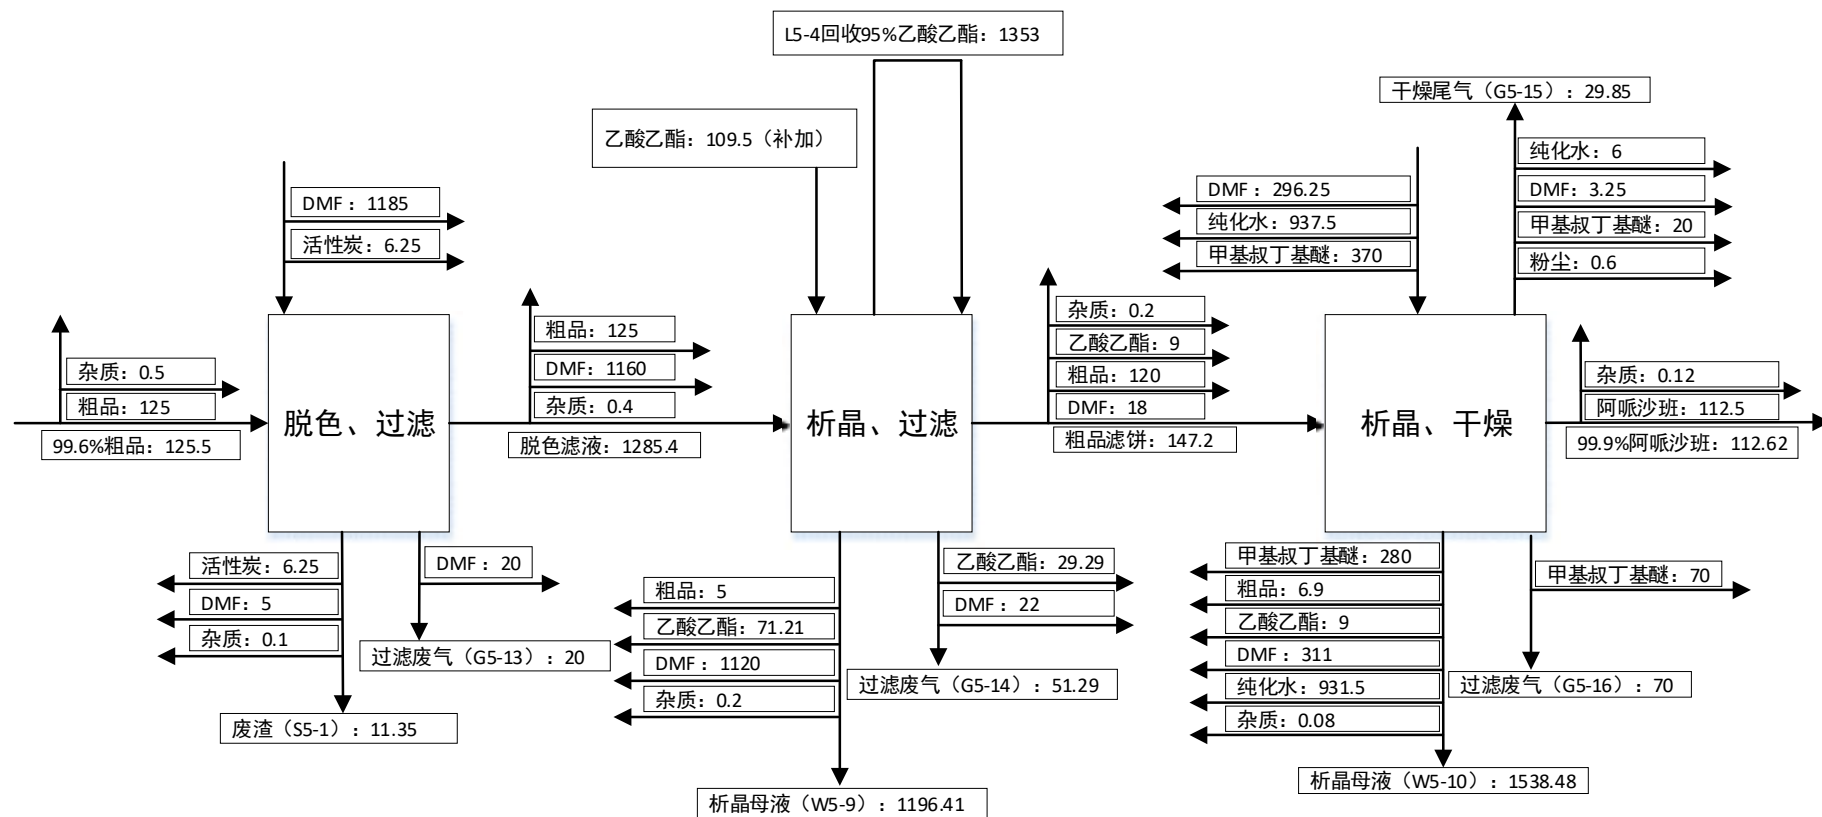 L5-4回收95%乙酸乙酯：1353
干燥尾气（G5-15）：29.85
乙酸乙酯：109.5（补加）
纯化水：6
DMF：3.25
甲基叔丁基醚：20
粉尘：0.6
DMF：1185
活性炭：6.25
DMF：296.25
纯化水：937.5
甲基叔丁基醚：370
杂质：0.5
粗品：125
99.6%粗品：125.5
脱色、过滤
粗品：125
DMF：1160
杂质：0.4
脱色滤液：1285.4
析晶、过滤
杂质：0.2
乙酸乙酯：9
粗品：120
DMF：18
粗品滤饼：147.2
析晶、干燥
杂质：0.12
阿哌沙班：112.5
99.9%阿哌沙班：112.62
活性炭：6.25
DMF：5
杂质：0.1
废渣（S5-1）：11.35
DMF：20
过滤废气（G5-13）：20
粗品：5
乙酸乙酯：71.21
DMF：1120
杂质：0.2
析晶母液（W5-9）：1196.41
乙酸乙酯：29.29
DMF：22
过滤废气（G5-14）：51.29
甲基叔丁基醚：280
粗品：6.9
乙酸乙酯：9
DMF：311
纯化水：931.5
杂质：0.08
析晶母液（W5-10）：1538.48
甲基叔丁基醚：70
过滤废气（G5-16）：70